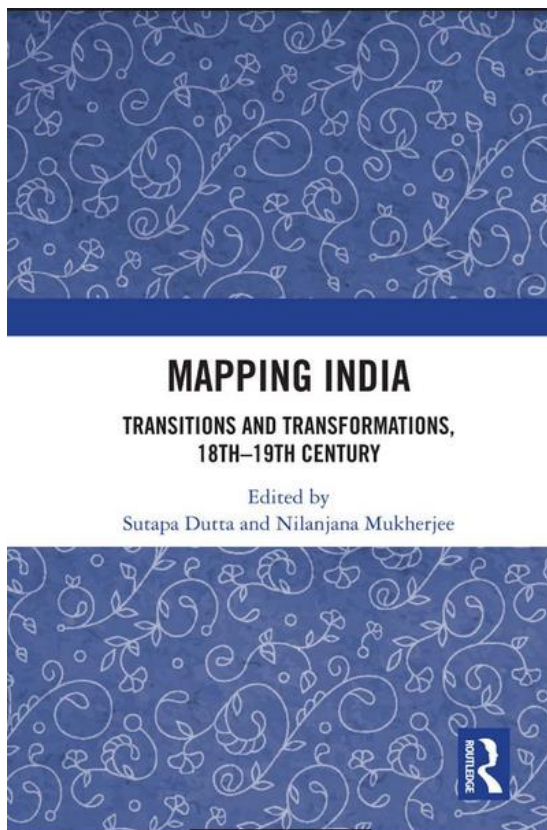 MAPPING INDIA
TRANSITIONS AND TRANSFORMATIONS,
18TH–19TH CENTURY
Edited by
Sutapa Dutta and Nilanjana Mukherjee
ROUTLEDGE